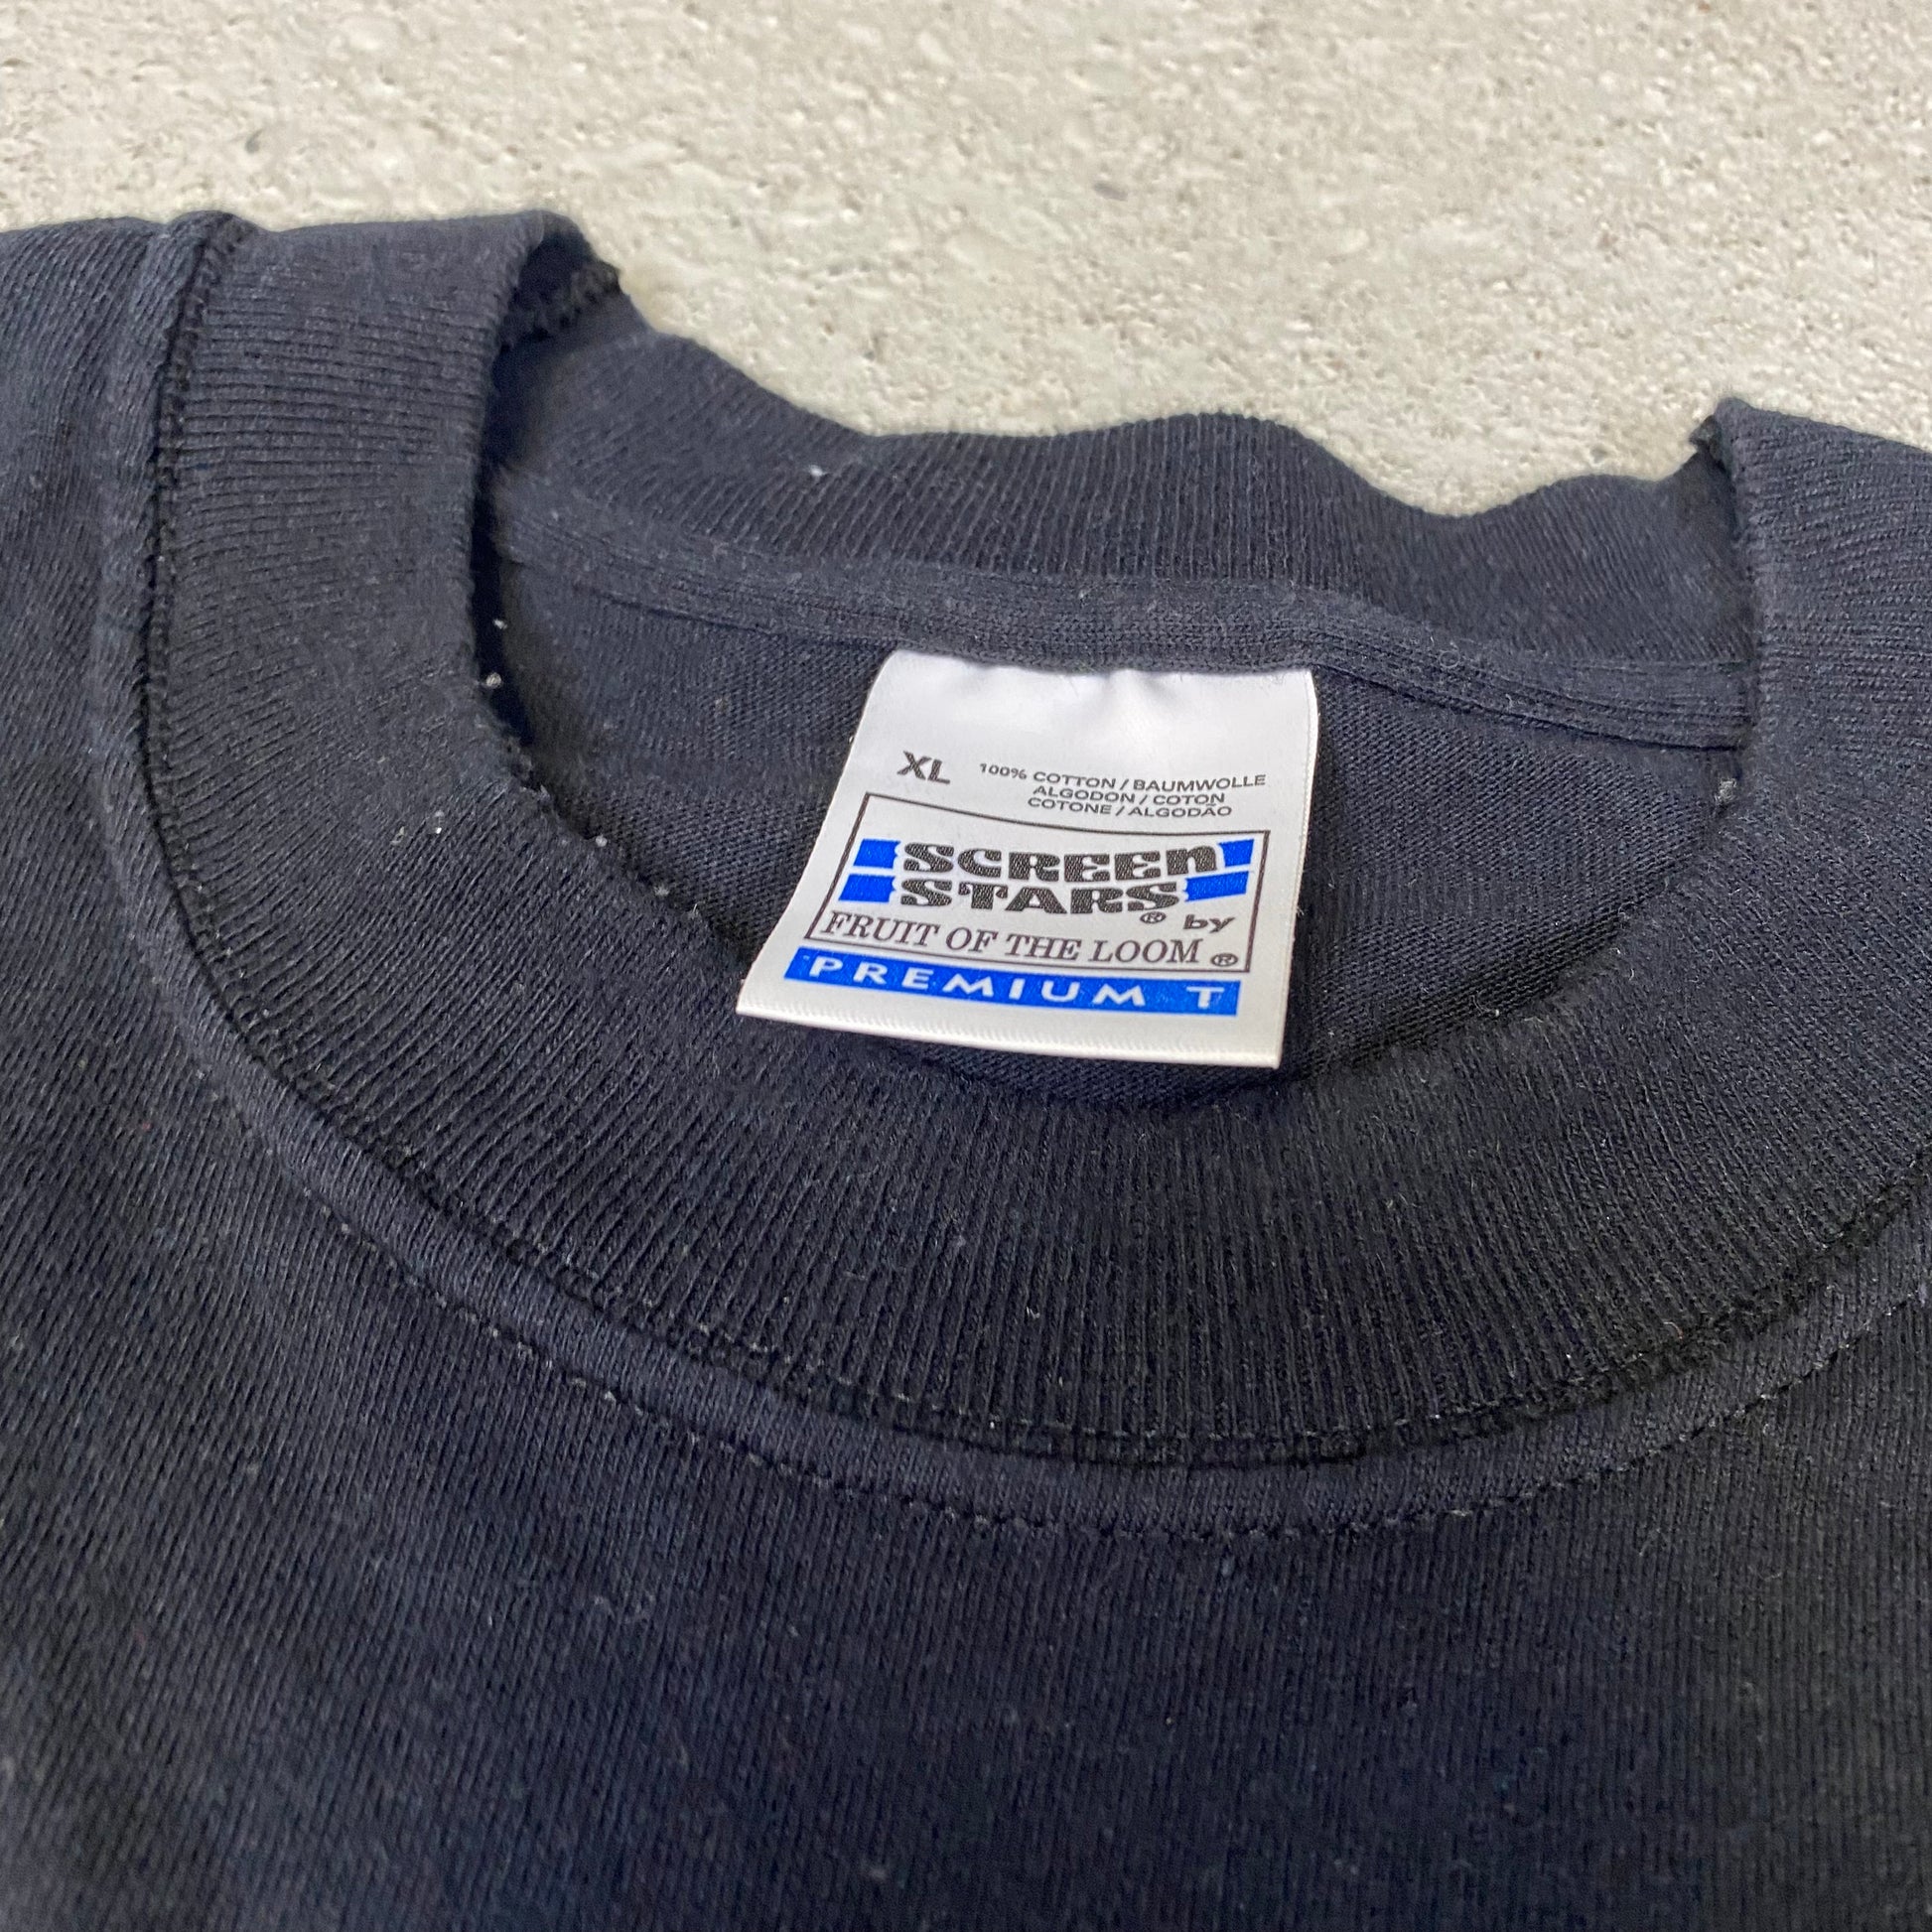 XL 100% COTTON / BAUMWOLLE
ALGODON / COTON
COTONE / ALGODÃO
SCREEN
STARS® by
FRUIT OF THE LOOM®
PREMIUM T